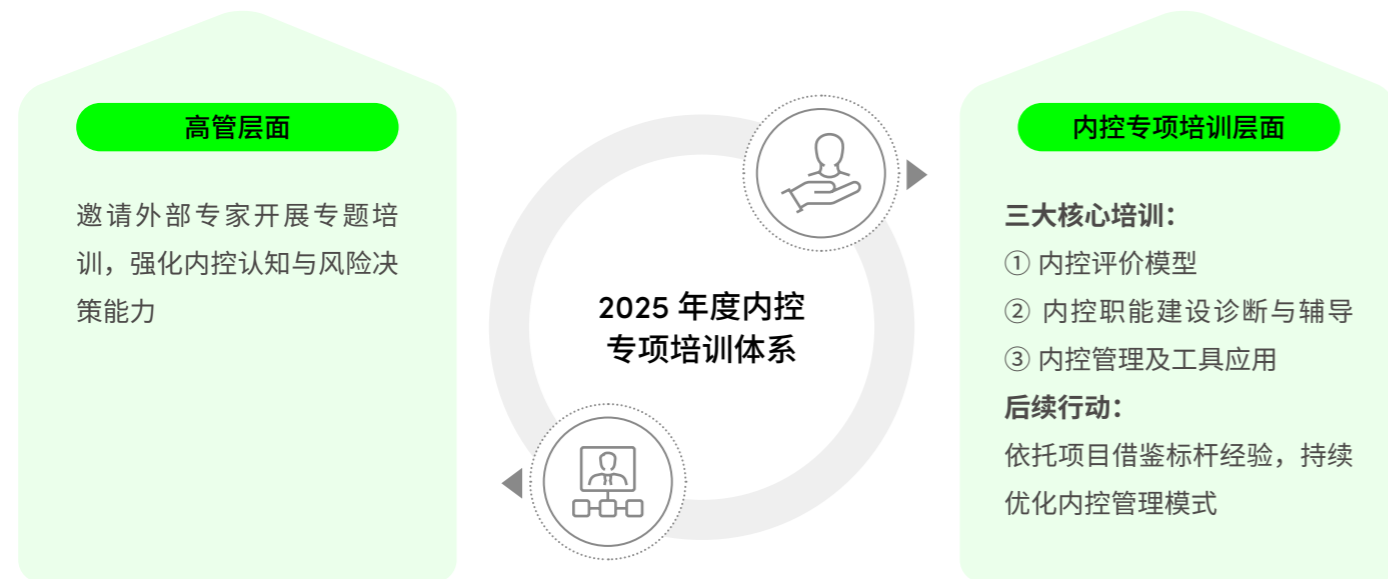 高管层面
邀请外部专家开展专题培
训，强化内控认知与风险决
策能力
2025 年度内控
专项培训体系
内控专项培训层面
三大核心培训：
① 内控评价模型
② 内控职能建设诊断与辅导
③ 内控管理及工具应用
后续行动：
依托项目借鉴标杆经验，持续
优化内控管理模式